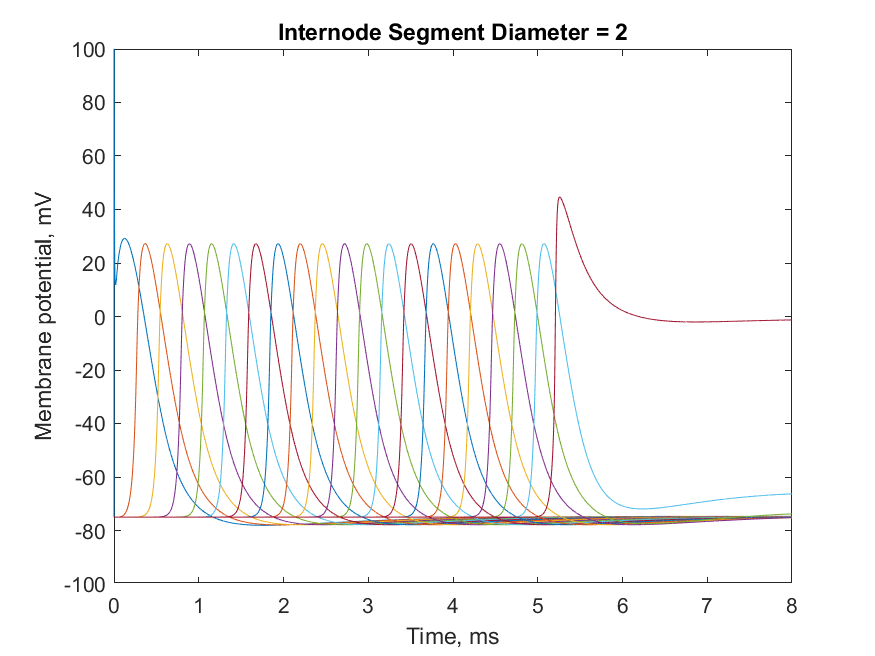 Internode Segment Diameter = 2
100
80
60
40
20
0
-20
-40
-60
-80
-100
Membrane potential, mV
0 1 2 3 4 5 6 7 8
Time, ms